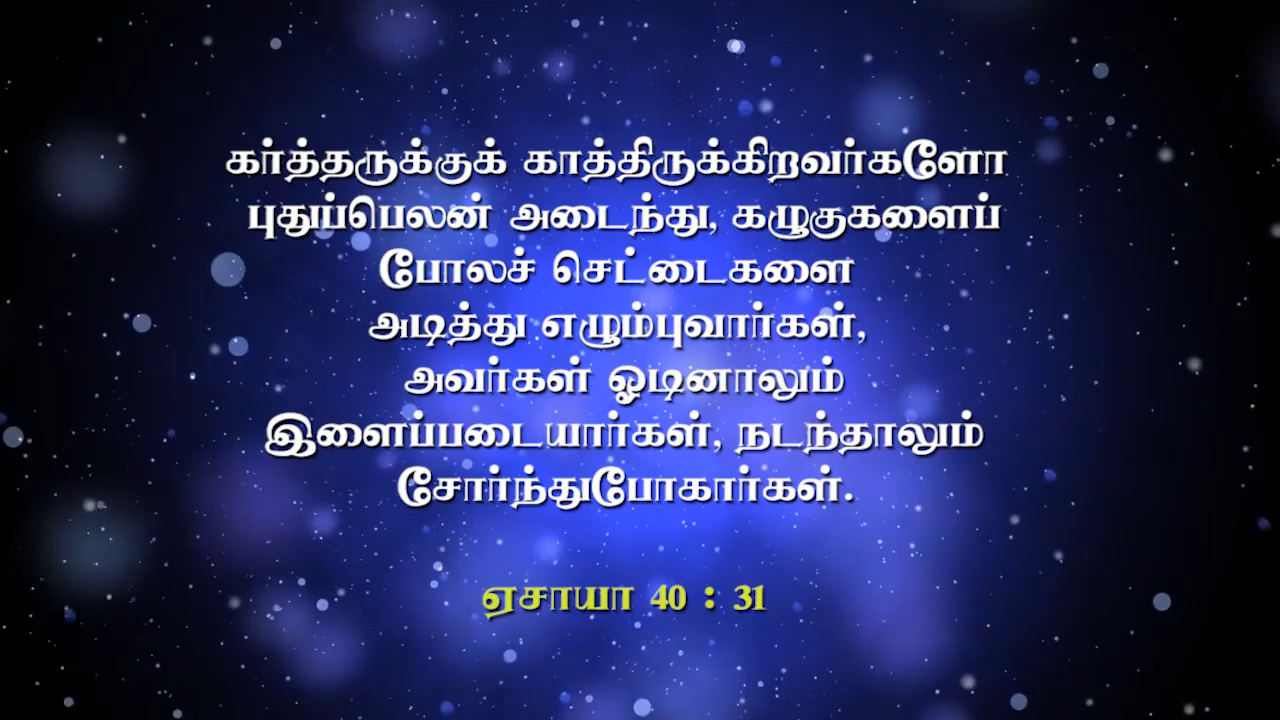 கர்த்தருக்குக் காத்திருக்கிறவர்களோ
புதுப்பெலன் அடைந்து, கழுகுகளைப்
போலச் செட்டைகளை
அடித்து எழும்புவார்கள்,
அவர்கள் ஓடினாலும்
இளைப்படையார்கள், நடந்தாலும்
சோர்ந்துபோகார்கள்.
ஏசாயா 40 : 31